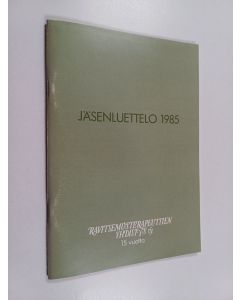 JÄSENLUETTELO 1985
RAVITSEMUSTERAPEUTTIEN
YHDISTYS ry
15 vuotta